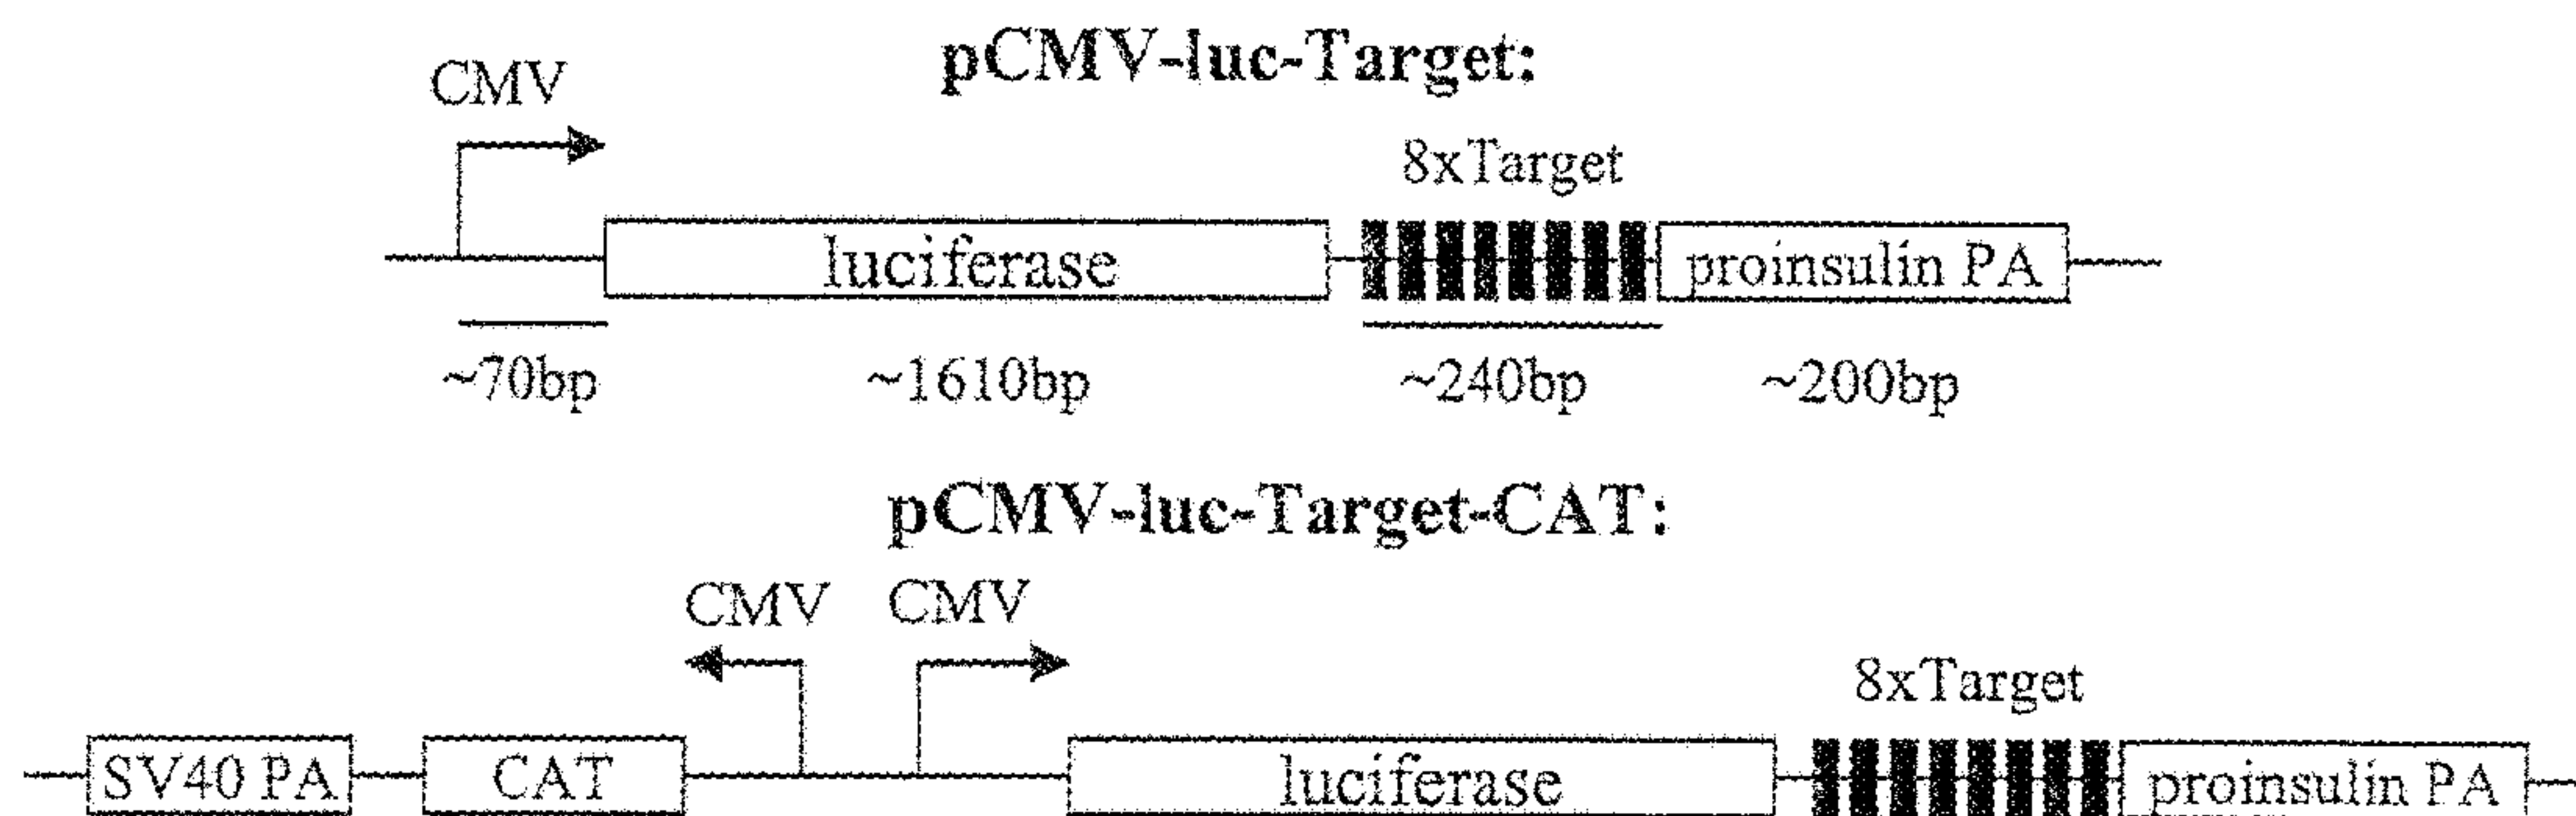 pCMV-luc-Target:
CMV
8xTarget
luciferase proinsulin PA
~70bp ~1610bp ~240bp ~200bp
pCMV-luc-Target-CAT:
CMV CMV
8xTarget
SV40 PA CAT luciferase proinsulin PA